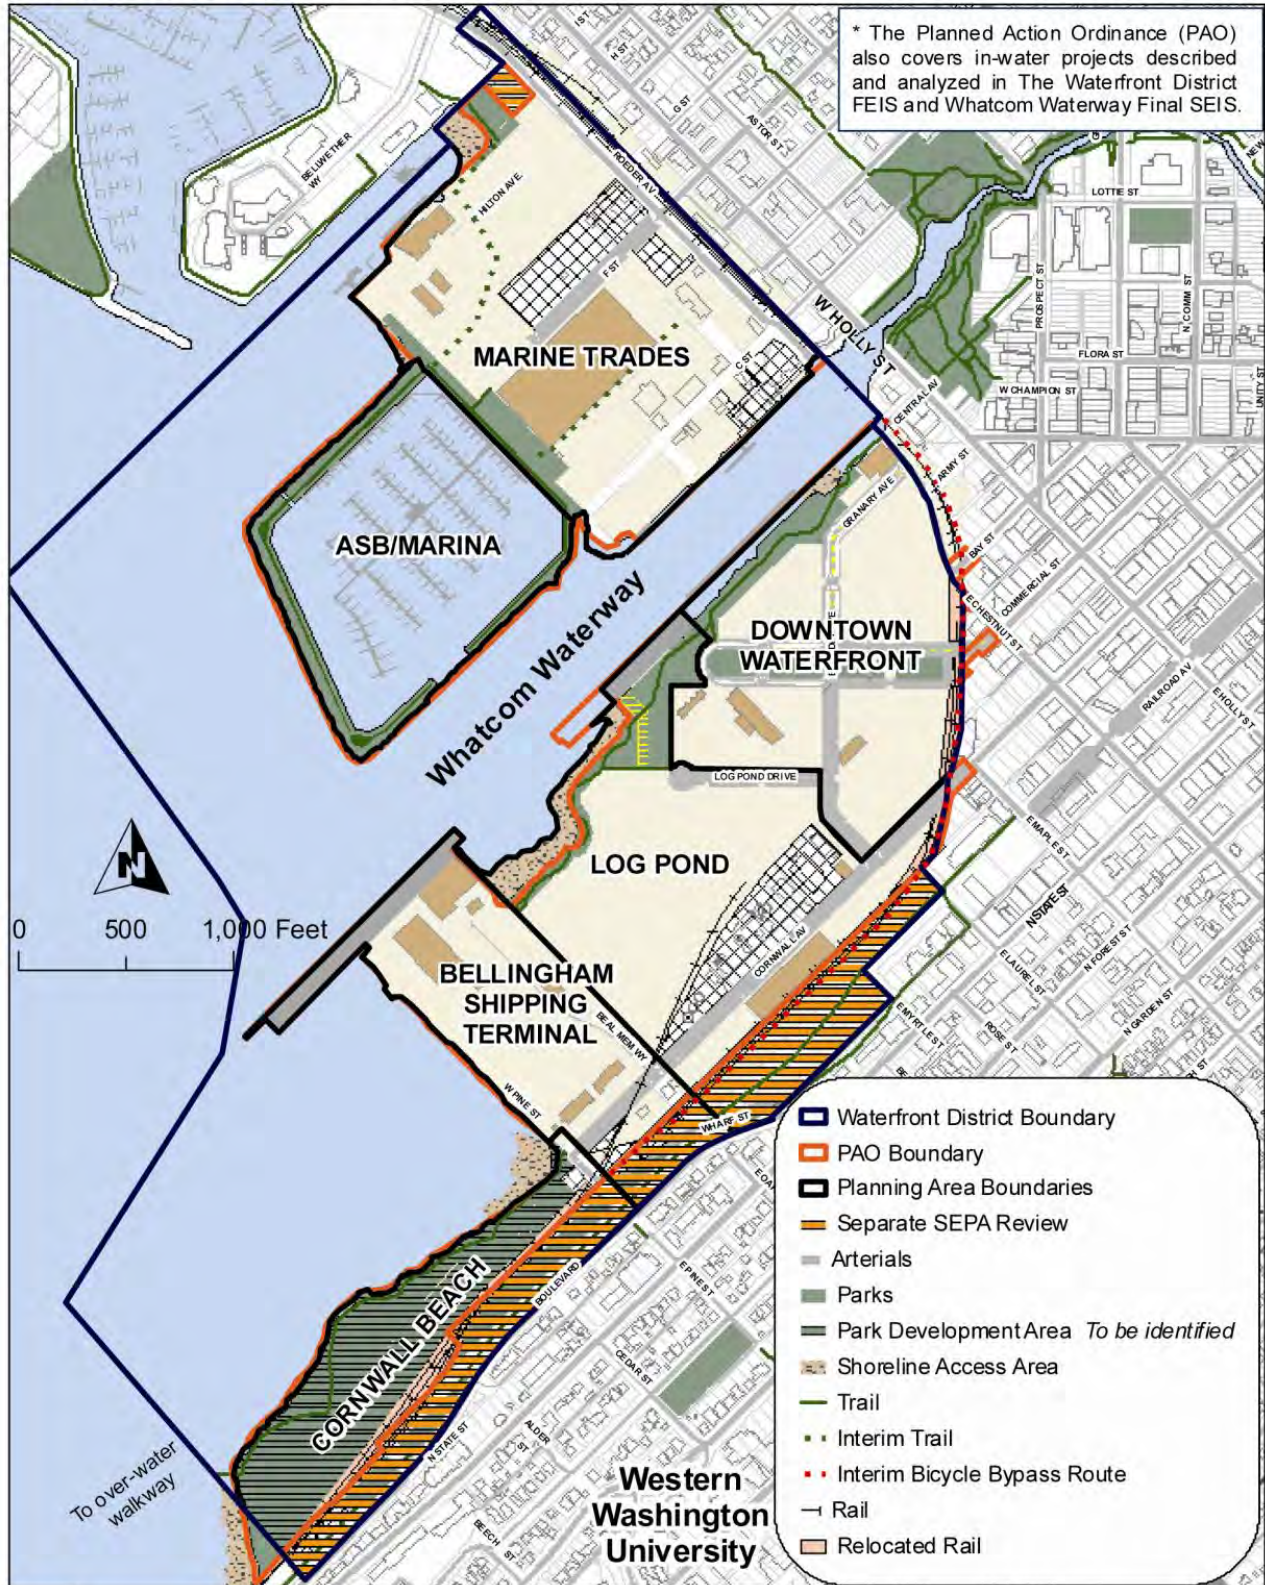 * The Planned Action Ordinance (PAO)
also covers in-water projects described
and analyzed in The Waterfront District
FEIS and Whatcom Waterway Final SEIS.
I ST
H ST
G ST
ASTOR ST
ROEDER AV
BELLWETHER
WY
HILTON AVE
F ST
C ST
LOTTIE ST
PROSPECT ST
N COMM ST
W HOLLY ST
FLORA ST
W CHAMPION ST
UNITY ST
CENTRAL AV
MARINE TRADES
ARMY ST
GRANARY AVE
BAY ST
COMMERCIAL ST
E CHESTNUT ST
ASB/MARINA
Whatcom Waterway
DOWNTOWN
WATERFRONT
RAILROAD AV
E HOLLY ST
LOG POND DRIVE
E MAPLE ST
LOG POND
N STATE ST
N FOREST ST
E LAUREL ST
N GARDEN ST
N
0 500 1,000 Feet
CORNWALL AV
BELLINGHAM
SHIPPING
TERMINAL
BEAL MEM WY
E MYRTLE ST
ROSE ST
W PINE ST
WHARF ST
BOULEVARD
E PINE ST
CEDAR ST
CORNWALL BEACH
N STATE ST
ALDER
ST
BEECH ST
To over-water
walkway
Western
Washington
University
Waterfront District Boundary
PAO Boundary
Planning Area Boundaries
Separate SEPA Review
Arterials
Parks
Park Development Area To be identified
Shoreline Access Area
Trail
Interim Trail
Interim Bicycle Bypass Route
Rail
Relocated Rail